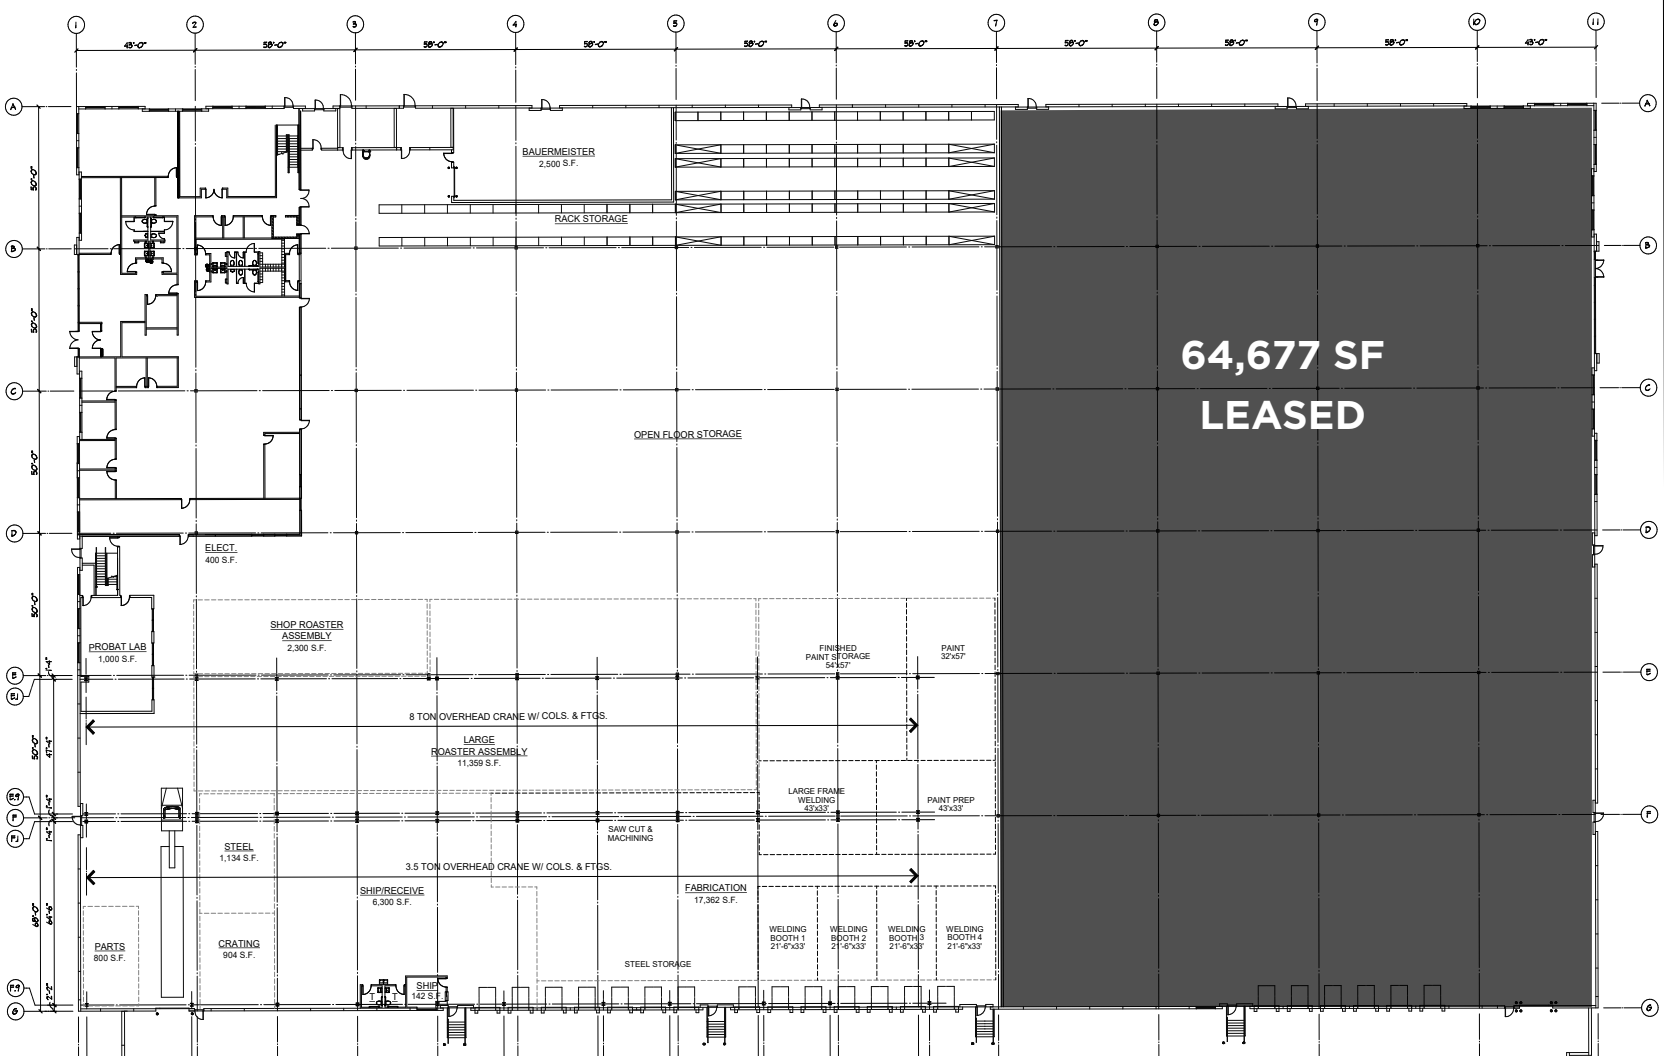 1 2 3 4 5 6 7 8 9 10 11
43'-0" 58'-0" 58'-0" 58'-0" 58'-0" 58'-0" 58'-0" 58'-0" 58'-0" 43'-0"
A A
50'-0"
BAUERMEISTER
2,500 S.F.
RACK STORAGE
B B
50'-0"
64,677 SF
LEASED
C C
OPEN FLOOR STORAGE
50'-0"
D D
ELECT.
400 S.F.
50'-0"
SHOP ROASTER
ASSEMBLY
2,300 S.F.
PROBAT LAB
1,000 S.F.
FINISHED
PAINT STORAGE
54'x57'
PAINT
32'x57'
1'-4"
E E
E.1
8 TON OVERHEAD CRANE W/ COLS. & FTGS.
LARGE
ROASTER ASSEMBLY
11,359 S.F.
50'-0" 47'-4"
LARGE FRAME
WELDING
43'x33'
PAINT PREP
43'x33'
1'-4"
F F
F.1
1'-4"
SAW CUT &
MACHINING
STEEL
1,134 S.F.
3.5 TON OVERHEAD CRANE W/ COLS. & FTGS.
SHIP/RECEIVE
6,300 S.F.
FABRICATION
17,362 S.F.
68'-0" 64'-6"
PARTS
800 S.F.
CRATING
904 S.F.
WELDING
BOOTH 1
21'-6"x33'
WELDING
BOOTH 2
21'-6"x33'
WELDING
BOOTH 3
21'-6"x33'
WELDING
BOOTH 4
21'-6"x33'
STEEL STORAGE
SHIP
142 S.F.
2'-2"
G G